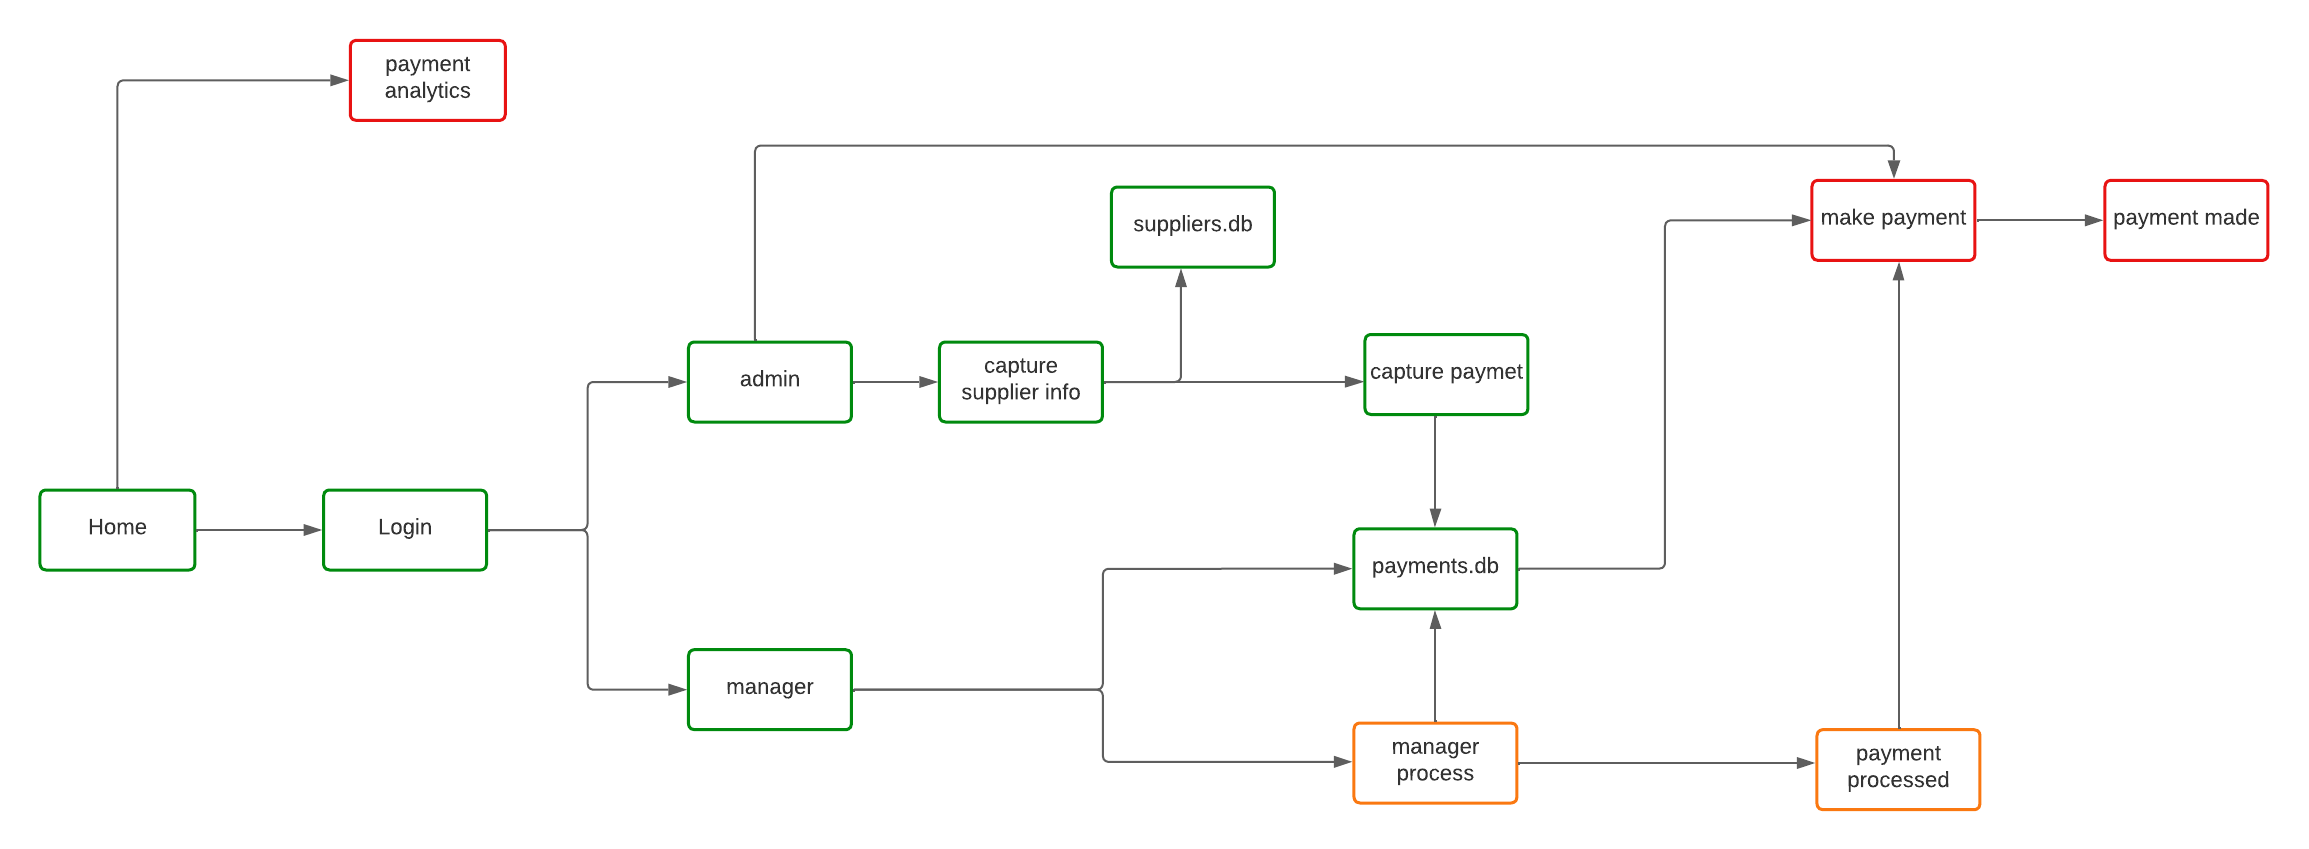 payment
analytics
suppliers.db
make payment
payment made
admin
capture
supplier info
capture paymet
Home
Login
payments.db
manager
manager
process
payment
processed